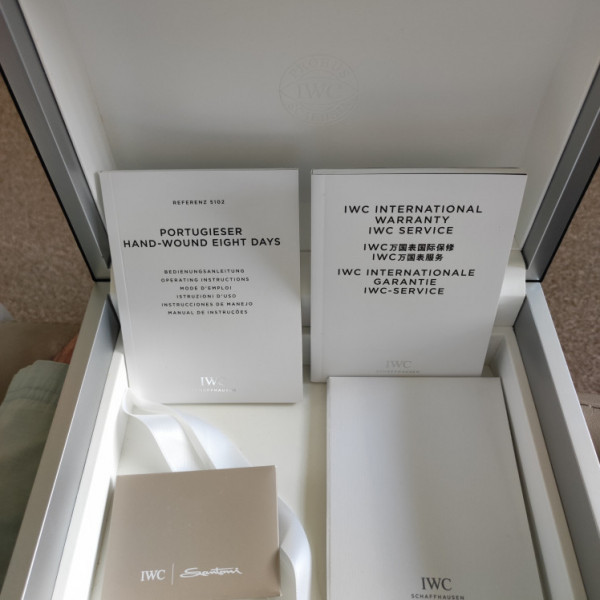 IWC
REFERENZ 5102
PORTUGIESER
HAND-WOUND EIGHT DAYS
BEDIENUNGSANLEITUNG
OPERATING INSTRUCTIONS
MODE D'EMPLOI
ISTRUZIONI D'USO
INSTRUCCIONES DE MANEJO
MANUAL DE INSTRUÇÕES
IWC
IWC INTERNATIONAL
WARRANTY
IWC SERVICE
IWC万国表国际保修
IWC万国表服务
IWC INTERNATIONALE
GARANTIE
IWC-SERVICE
IWC
IWC | Santoni
IWC
SCHAFFHAUSEN